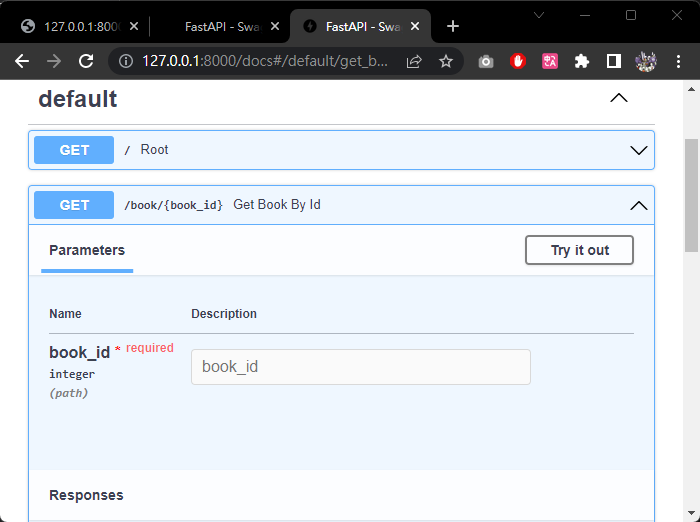 127.0.0.1:8000
FastAPI - Swa
FastAPI - Swa
127.0.0.1:8000/docs#/default/get_b...
default
GET / Root
GET /book/{book_id} Get Book By Id
Parameters
Try it out
Name Description
book_id * required
book_id
integer
(path)
Responses